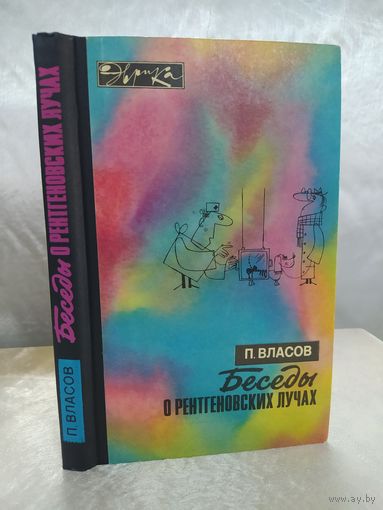 Эврика
П. ВЛАСОВ
Беседы
О РЕНТГЕНОВСКИХ ЛУЧАХ
П. ВЛАСОВ Беседы О РЕНТГЕНОВСКИХ ЛУЧАХ
www.ay.by